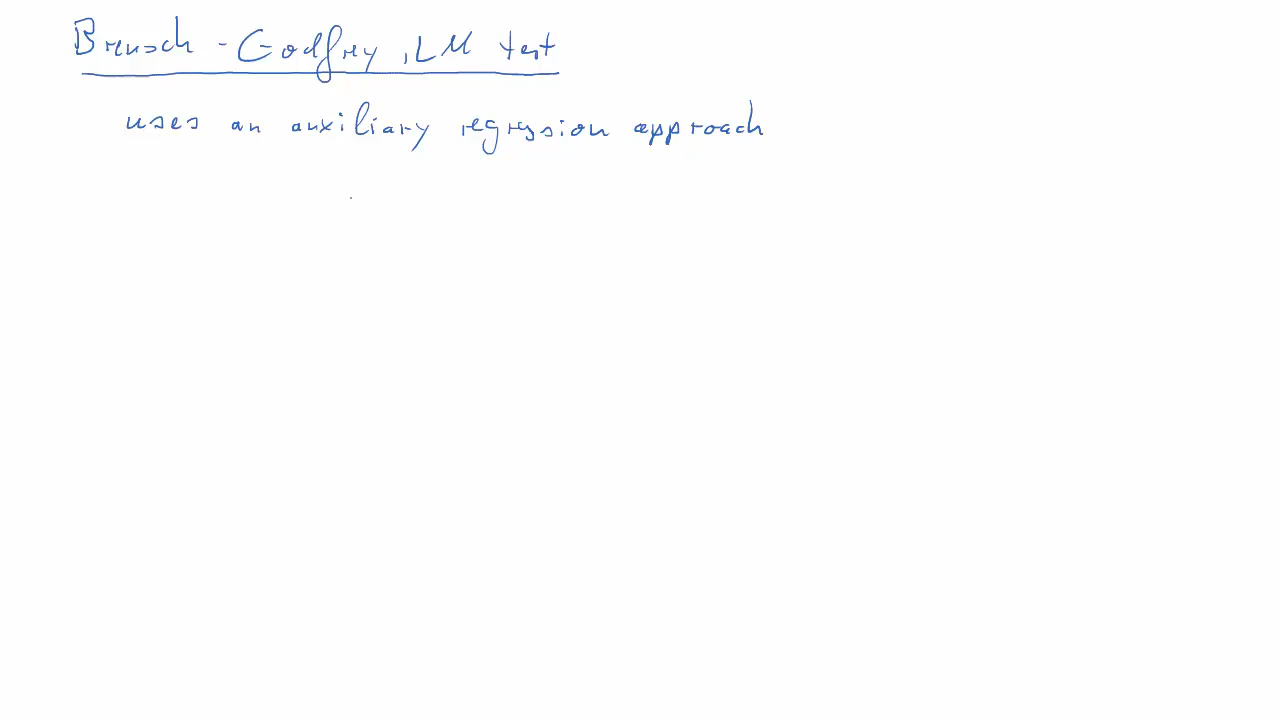 Breusch - Godfrey, LM test
uses an auxiliary regression approach